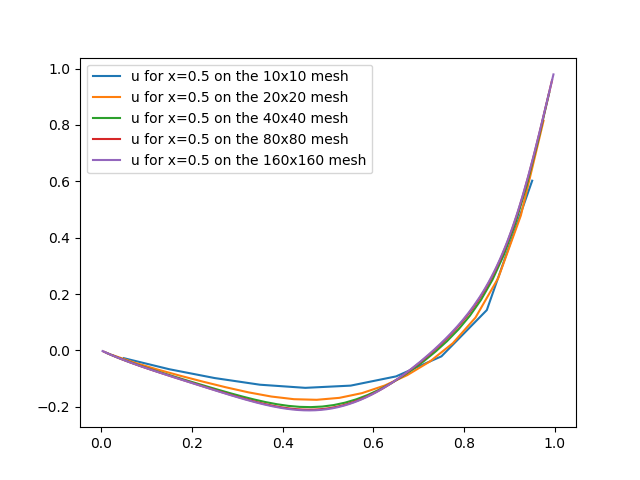 1.0
0.8
0.6
0.4
0.2
0.0
−0.2
u for x=0.5 on the 10x10 mesh
u for x=0.5 on the 20x20 mesh
u for x=0.5 on the 40x40 mesh
u for x=0.5 on the 80x80 mesh
u for x=0.5 on the 160x160 mesh
0.0 0.2 0.4 0.6 0.8 1.0